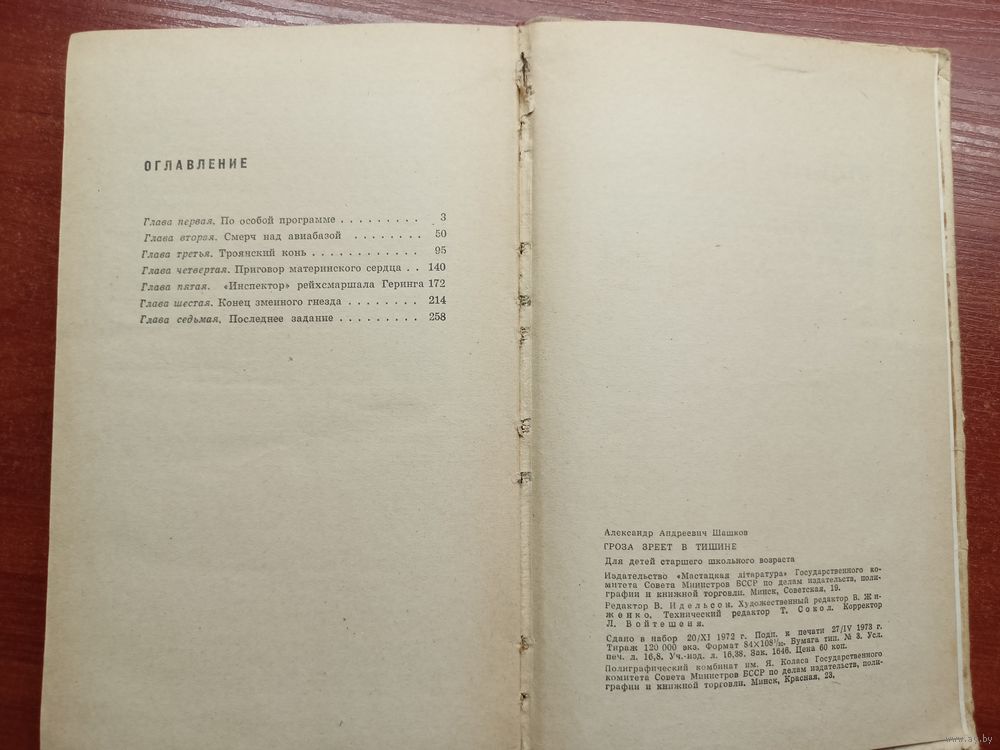 ОГЛАВЛЕНИЕ
Глава первая. По особой программе . . . . . . . . . 3
Глава вторая. Смерч над авиабазой . . . . . . . . 50
Глава третья. Троянский конь . . . . . . . . . . . . 95
Глава четвертая. Приговор материнского сердца . . 140
Глава пятая. «Инспектор» рейхсмаршала Геринга 172
Глава шестая. Конец змеиного гнезда . . . . . . . . 214
Глава седьмая. Последнее задание . . . . . . . . . 258
Александр Андреевич Шашков
ГРОЗА ЗРЕЕТ В ТИШИНЕ
Для детей старшего школьного возраста
Издательство «Мастацкая літаратура» Государственного ко-
митета Совета Министров БССР по делам издательств, поли-
графии и книжной торговли. Минск, Советская, 19.
Редактор В. Идельсон. Художественный редактор В. Жи-
женко, Технический редактор Т. Сокол. Корректор
Л. Войтешеня.
Сдано в набор 20/XI 1972 г. Подп. к печати 27/IV 1973 г.
Тираж 120 000 экз. Формат 84×108¹/₃₂. Бумага тип. № 3. Усл.
печ. л. 16,8. Уч.-изд. л. 16,38. Зак. 1646. Цена 60 коп.
Полиграфический комбинат им. Я. Коласа Государственного
комитета Совета Министров БССР по делам издательств, поли-
графии и книжной торговли. Минск, Красная, 23.
www.ay.by